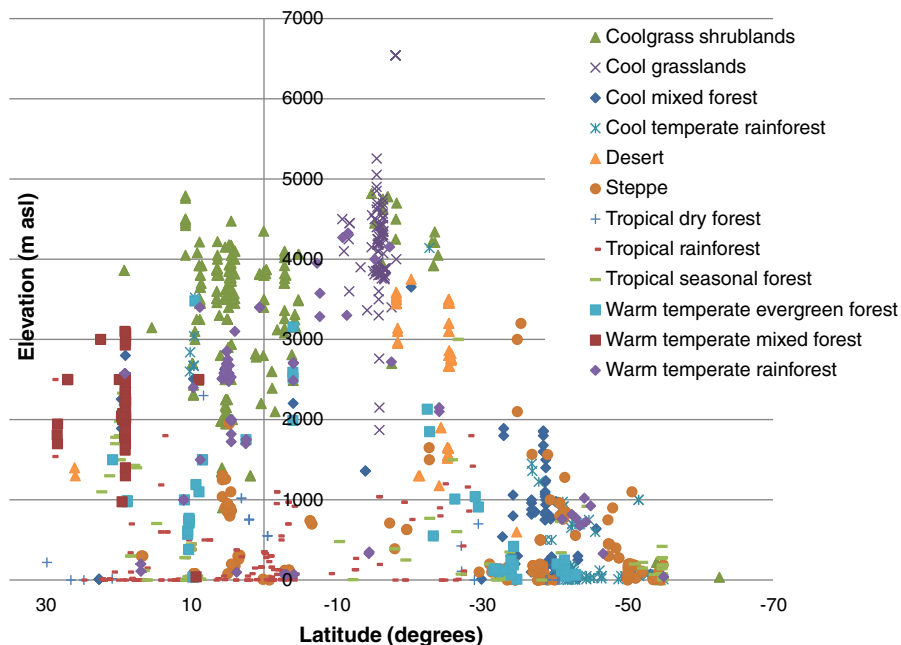 7000
6000
5000
4000
3000
2000
1000
0
Elevation (m asl)
30
10
-10
-30
-50
-70
Latitude (degrees)
Coolgrass shrublands
Cool grasslands
Cool mixed forest
Cool temperate rainforest
Desert
Steppe
Tropical dry forest
Tropical rainforest
Tropical seasonal forest
Warm temperate evergreen forest
Warm temperate mixed forest
Warm temperate rainforest